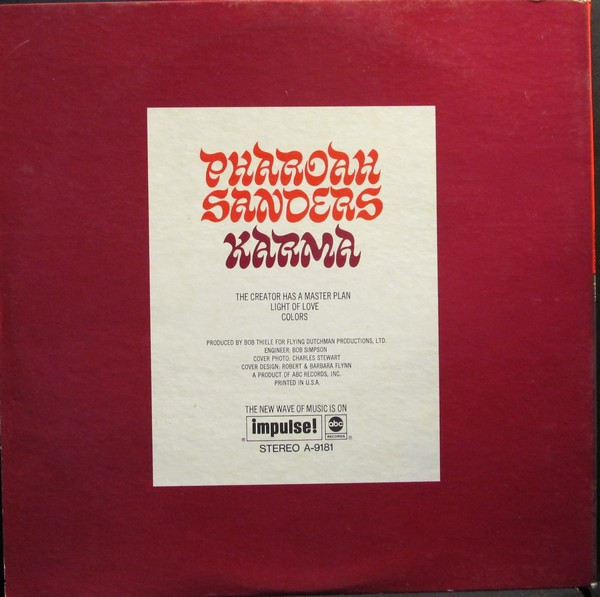 PHAROAH
SANDERS
KARMA
THE CREATOR HAS A MASTER PLAN
LIGHT OF LOVE
COLORS
PRODUCED BY BOB THIELE FOR FLYING DUTCHMAN PRODUCTIONS, LTD.
ENGINEER: BOB SIMPSON
COVER PHOTO: CHARLES STEWART
COVER DESIGN: ROBERT & BARBARA FLYNN
A PRODUCT OF ABC RECORDS, INC.
PRINTED IN U.S.A.
THE NEW WAVE OF MUSIC IS ON
® impulse! abc RECORDS ®
STEREO A-9181